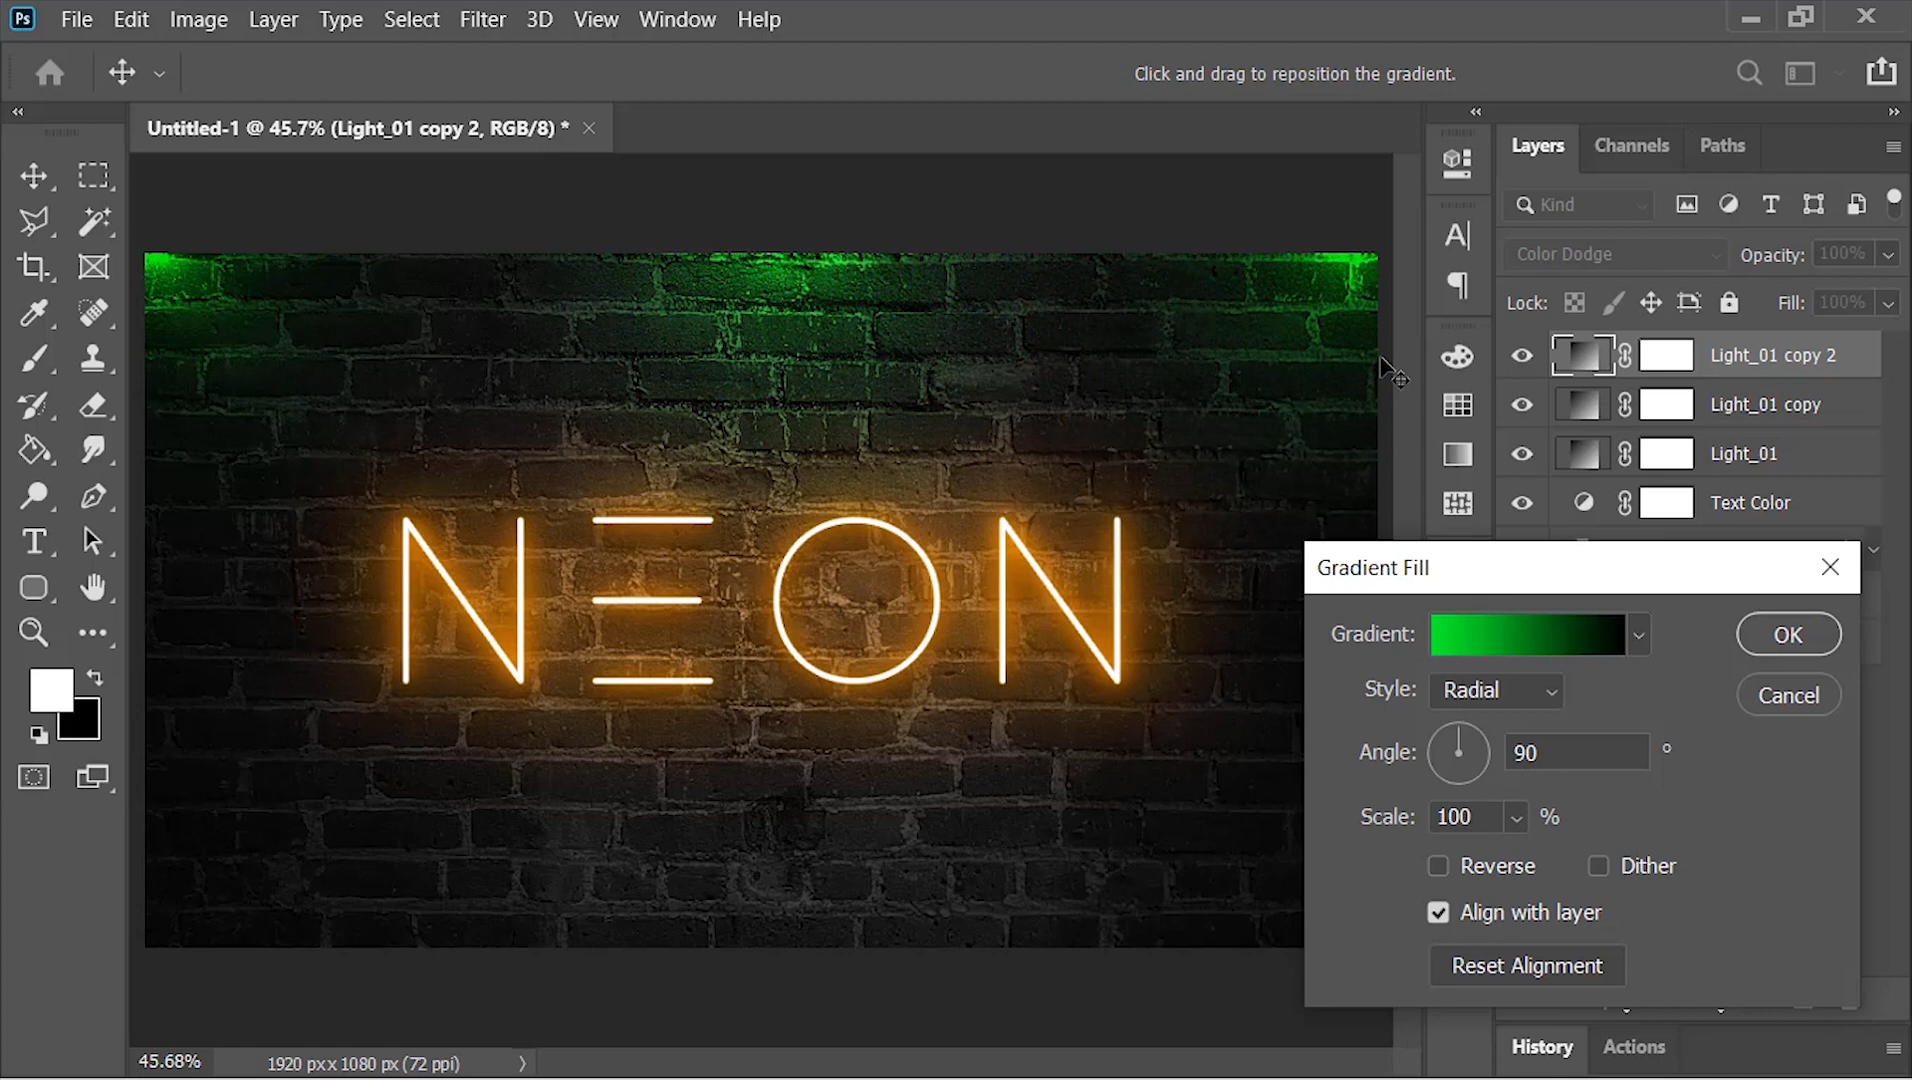 Ps File Edit Image Layer Type Select Filter 3D View Window Help
Click and drag to reposition the gradient.
Untitled-1 @ 45.7% (Light_01 copy 2, RGB/8) *
Layers Channels Paths
Kind
Color Dodge Opacity: 100%
Lock: Fill: 100%
Light_01 copy 2
Light_01 copy
Light_01
Text Color
NEON
Gradient Fill
Gradient: OK
Style: Radial Cancel
Angle: 90 °
Scale: 100 %
Reverse Dither
Align with layer
Reset Alignment
History Actions
45.68% 1920 px x 1080 px (72 ppi)